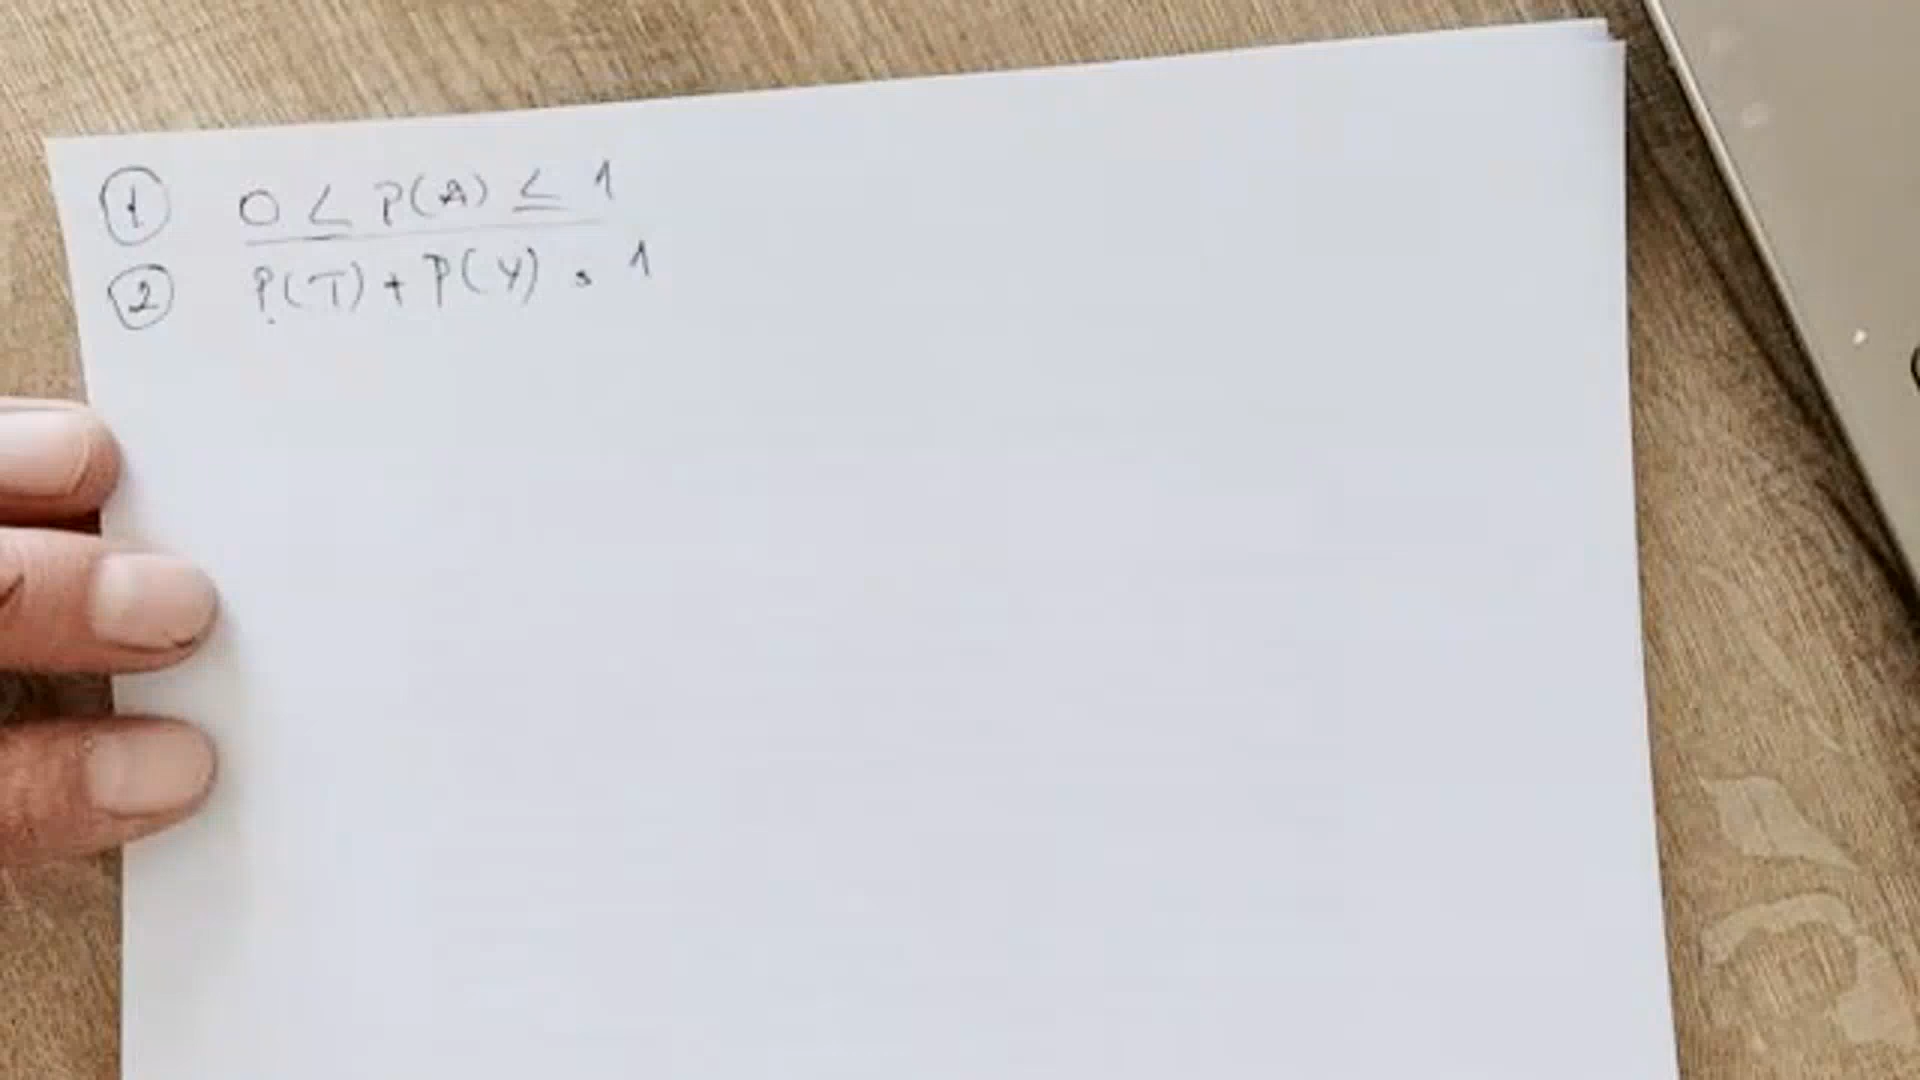 ① 0 ≤ P(A) ≤ 1
② P(T) + P(Y) = 1